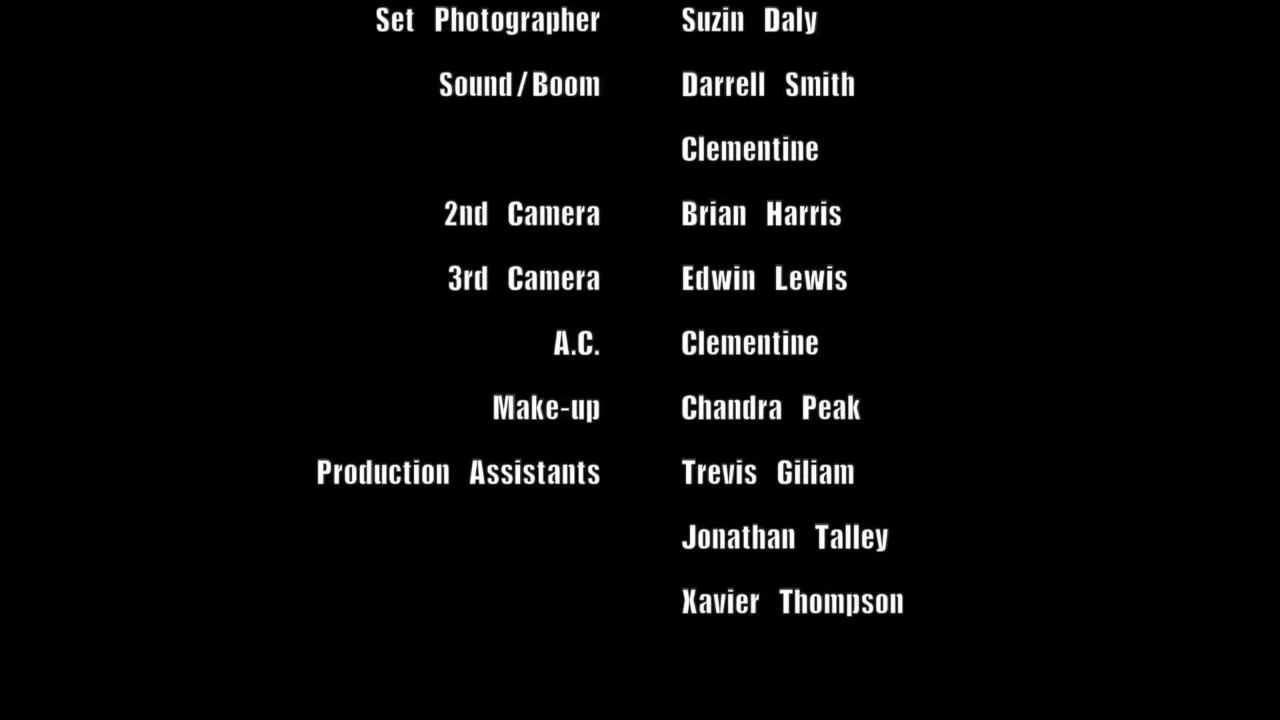 Set Photographer Suzin Daly
Sound/Boom Darrell Smith
Clementine
2nd Camera Brian Harris
3rd Camera Edwin Lewis
A.C. Clementine
Make-up Chandra Peak
Production Assistants Trevis Giliam
Jonathan Talley
Xavier Thompson